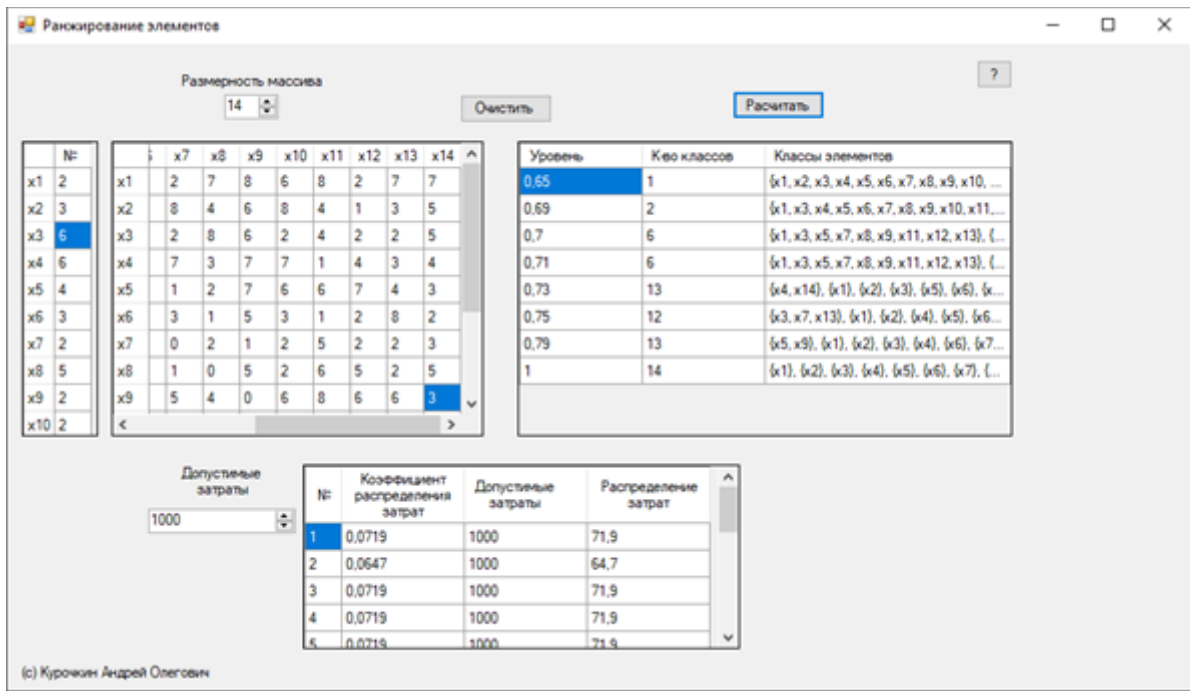 Ранжирование элементов
?
Размерность массива
14
Очистить
Расчитать
№
x1 2
x2 3
x3 6
x4 6
x5 4
x6 3
x7 2
x8 5
x9 2
x10 2
x7 x8 x9 x10 x11 x12 x13 x14
x1 2 7 8 6 8 2 7 7
x2 8 4 6 8 4 1 3 5
x3 2 8 6 2 4 2 2 5
x4 7 3 7 7 1 4 3 4
x5 1 2 7 6 6 7 4 3
x6 3 1 5 3 1 2 8 2
x7 0 2 1 2 5 2 2 3
x8 1 0 5 2 6 5 2 5
x9 5 4 0 6 8 6 6 3
Уровень К-во классов Классы элементов
0,65 1 {x1, x2, x3, x4, x5, x6, x7, x8, x9, x10, ...
0,69 2 {x1, x3, x4, x5, x6, x7, x8, x9, x10, x11,...
0,7 6 {x1, x3, x5, x7, x8, x9, x11, x12, x13}, {...
0,71 6 {x1, x3, x5, x7, x8, x9, x11, x12, x13}, {...
0,73 13 {x4, x14}, {x1}, {x2}, {x3}, {x5}, {x6}, {x...
0,75 12 {x3, x7, x13}, {x1}, {x2}, {x4}, {x5}, {x6...
0,79 13 {x5, x9}, {x1}, {x2}, {x3}, {x4}, {x6}, {x7...
1 14 {x1}, {x2}, {x3}, {x4}, {x5}, {x6}, {x7}, {...
Допустимые
затраты
1000
№ Коэффициент распределения затрат Допустимые затраты Распределение затрат
1 0,0719 1000 71,9
2 0,0647 1000 64,7
3 0,0719 1000 71,9
4 0,0719 1000 71,9
5 0,0719 1000 71,9
(c) Курочкин Андрей Олегович